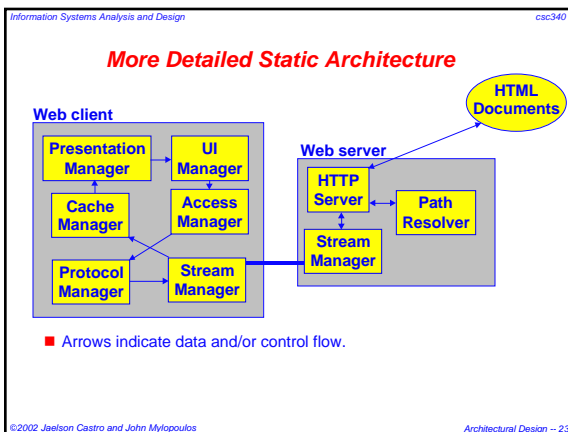 Information Systems Analysis and Design csc340
More Detailed Static Architecture
HTML
Documents
Web client
Presentation
Manager
UI
Manager
Cache
Manager
Access
Manager
Protocol
Manager
Stream
Manager
Web server
HTTP
Server
Path
Resolver
Stream
Manager
Arrows indicate data and/or control flow.
©2002 Jaelson Castro and John Mylopoulos Architectural Design -- 23